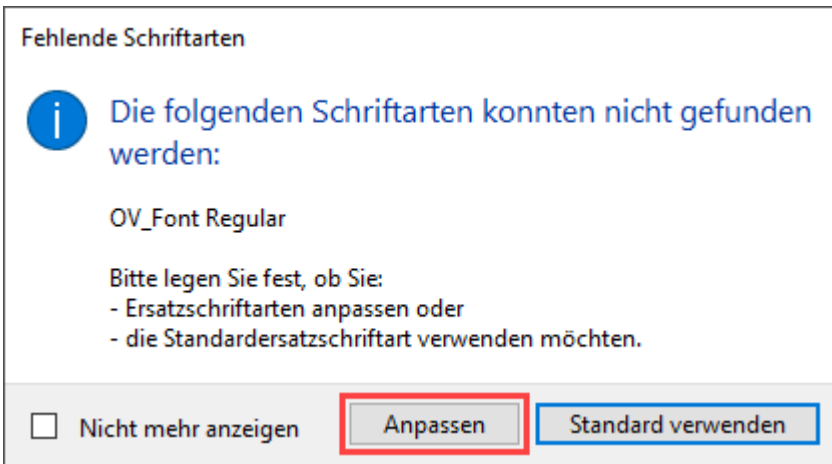 Fehlende Schriftarten
Die folgenden Schriftarten konnten nicht gefunden
werden:
OV_Font Regular
Bitte legen Sie fest, ob Sie:
- Ersatzschriftarten anpassen oder
- die Standardersatzschriftart verwenden möchten.
Nicht mehr anzeigen Anpassen Standard verwenden